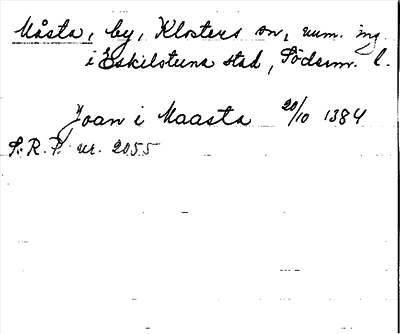 Måsta, by, Klosters sn, num. ing.
i Eskilstuna stad, Söderm. l.
Joan i Maasta 20/10 1384
S.R.P. nr. 2055